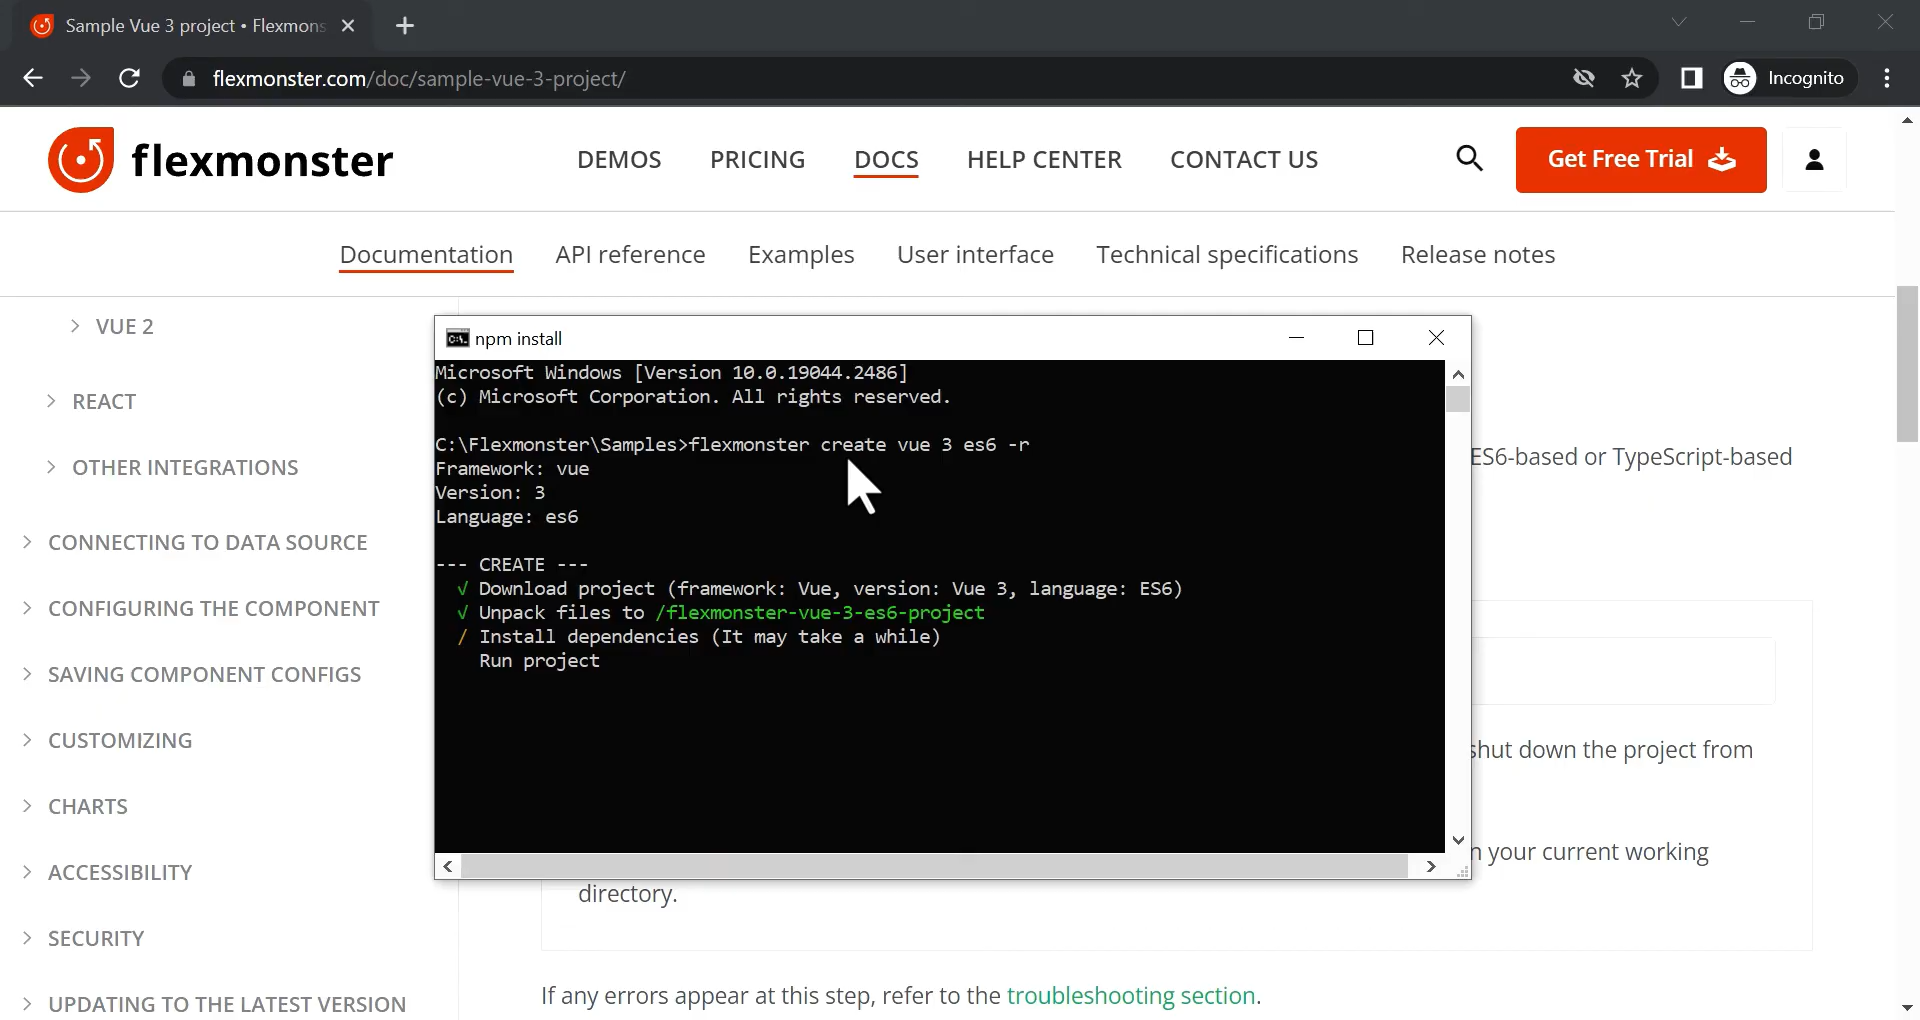 Sample Vue 3 project • Flexmons
flexmonster.com/doc/sample-vue-3-project/
Incognito
flexmonster
DEMOS
PRICING
DOCS
HELP CENTER
CONTACT US
Get Free Trial
Documentation
API reference
Examples
User interface
Technical specifications
Release notes
VUE 2
REACT
OTHER INTEGRATIONS
CONNECTING TO DATA SOURCE
CONFIGURING THE COMPONENT
SAVING COMPONENT CONFIGS
CUSTOMIZING
CHARTS
ACCESSIBILITY
SECURITY
UPDATING TO THE LATEST VERSION
npm install
Microsoft Windows [Version 10.0.19044.2486]
(c) Microsoft Corporation. All rights reserved.
C:\Flexmonster\Samples>flexmonster create vue 3 es6 -r
Framework: vue
Version: 3
Language: es6
--- CREATE ---
√ Download project (framework: Vue, version: Vue 3, language: ES6)
√ Unpack files to /flexmonster-vue-3-es6-project
/ Install dependencies (It may take a while)
Run project
ES6-based or TypeScript-based
shut down the project from
n your current working
directory.
If any errors appear at this step, refer to the troubleshooting section.